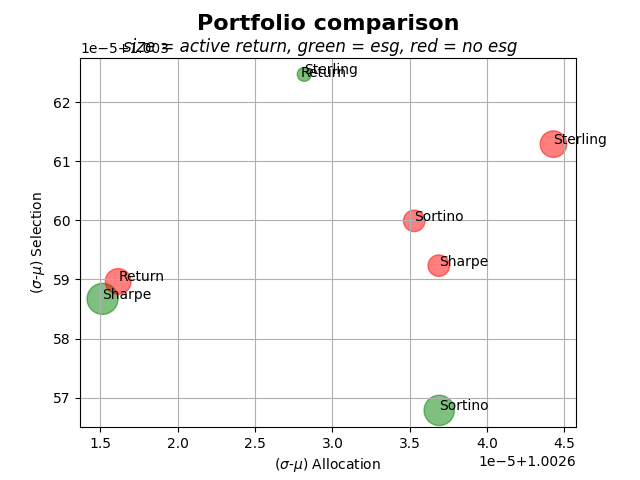 Portfolio comparison
size = active return, green = esg, red = no esg
1e−5+1.003
Sterling
Return
62
Sterling
61
Sortino
60
Sharpe
Return
59
Sharpe
58
Sortino
57
(σ-μ) Selection
1.5 2.0 2.5 3.0 3.5 4.0 4.5
1e−5+1.0026
(σ-μ) Allocation